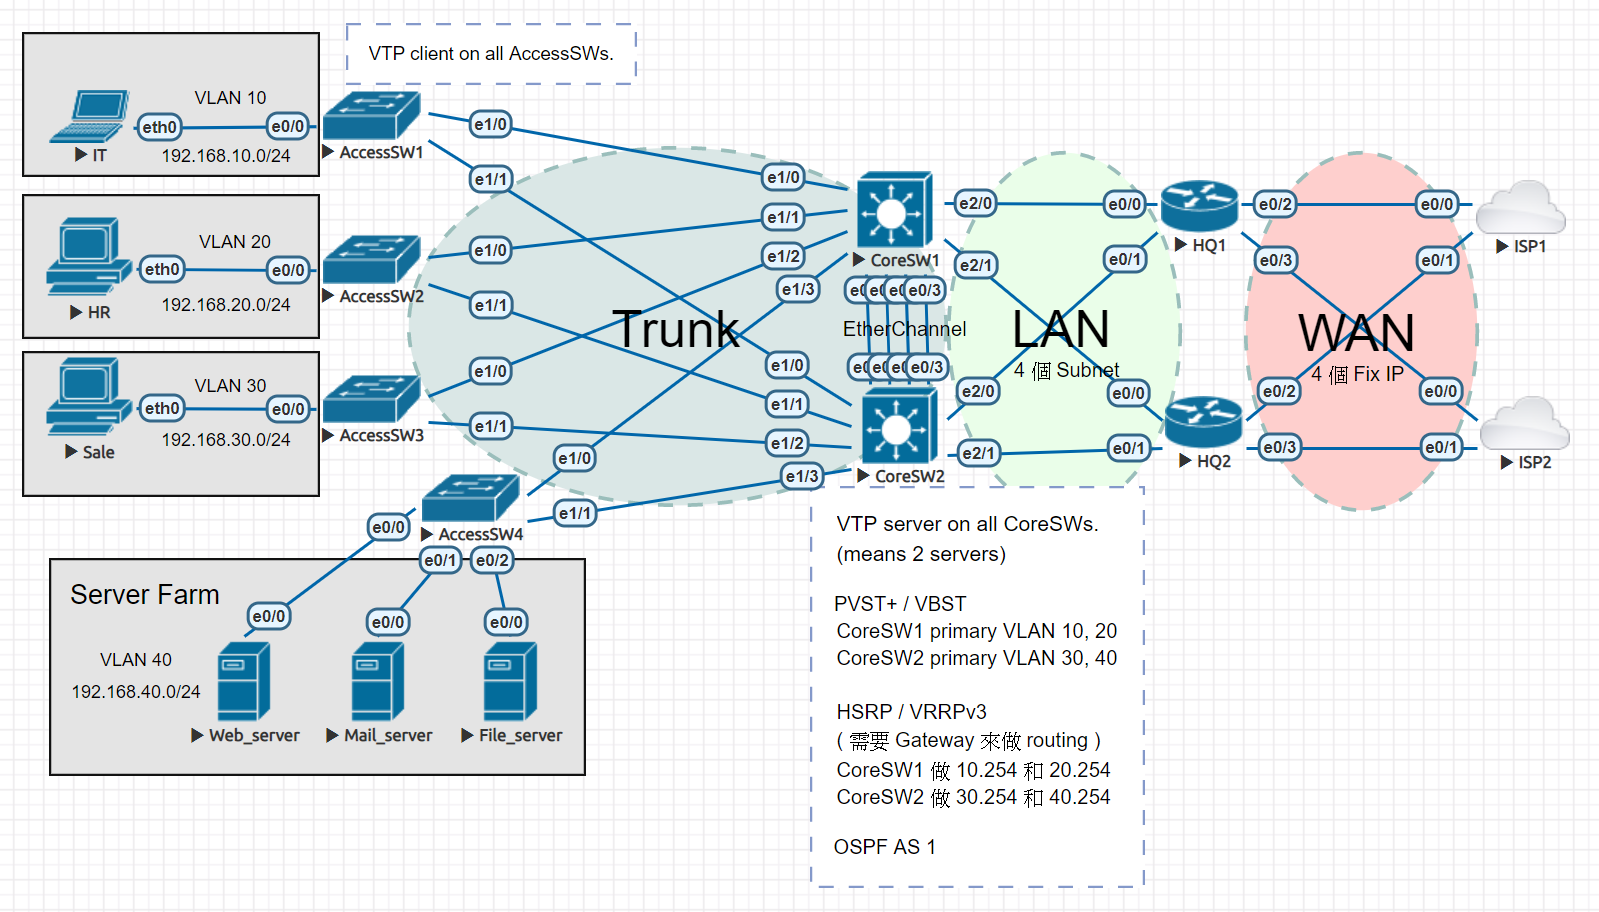 VTP client on all AccessSWs.
VLAN 10
eth0
e0/0
IT
192.168.10.0/24
AccessSW1
e1/0
e1/1
VLAN 20
eth0
e0/0
HR
192.168.20.0/24
AccessSW2
e1/0
e1/1
VLAN 30
eth0
e0/0
Sale
192.168.30.0/24
AccessSW3
e1/0
e1/1
AccessSW4
e1/0
e1/1
e0/0
e0/1
e0/2
Server Farm
e0/0
e0/0
e0/0
VLAN 40
192.168.40.0/24
Web_server
Mail_server
File_server
Trunk
e1/0
e1/1
e1/2
e1/3
CoreSW1
e0/3
EtherChannel
e0/3
e1/0
e1/1
e1/2
e1/3
CoreSW2
e2/0
e2/1
e2/0
e2/1
LAN
4 個 Subnet
e0/0
e0/1
e0/0
e0/1
HQ1
HQ2
e0/2
e0/3
e0/2
e0/3
WAN
4 個 Fix IP
e0/0
e0/1
e0/0
e0/1
ISP1
ISP2
VTP server on all CoreSWs.
(means 2 servers)
PVST+ / VBST
CoreSW1 primary VLAN 10, 20
CoreSW2 primary VLAN 30, 40
HSRP / VRRPv3
( 需要 Gateway 來做 routing )
CoreSW1 做 10.254 和 20.254
CoreSW2 做 30.254 和 40.254
OSPF AS 1